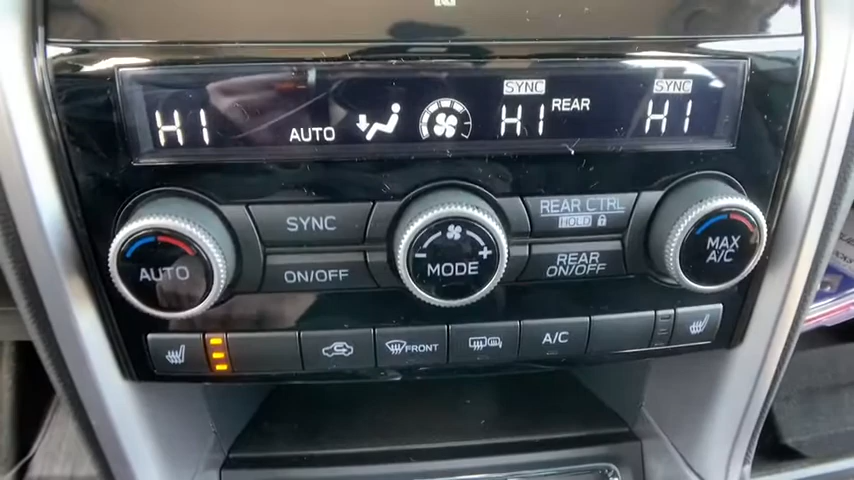 SYNC SYNC
HI AUTO HI REAR HI
SYNC
REAR CTRL
HOLD
AUTO
- MODE +
MAX A/C
ON/OFF
REAR ON/OFF
FRONT
A/C